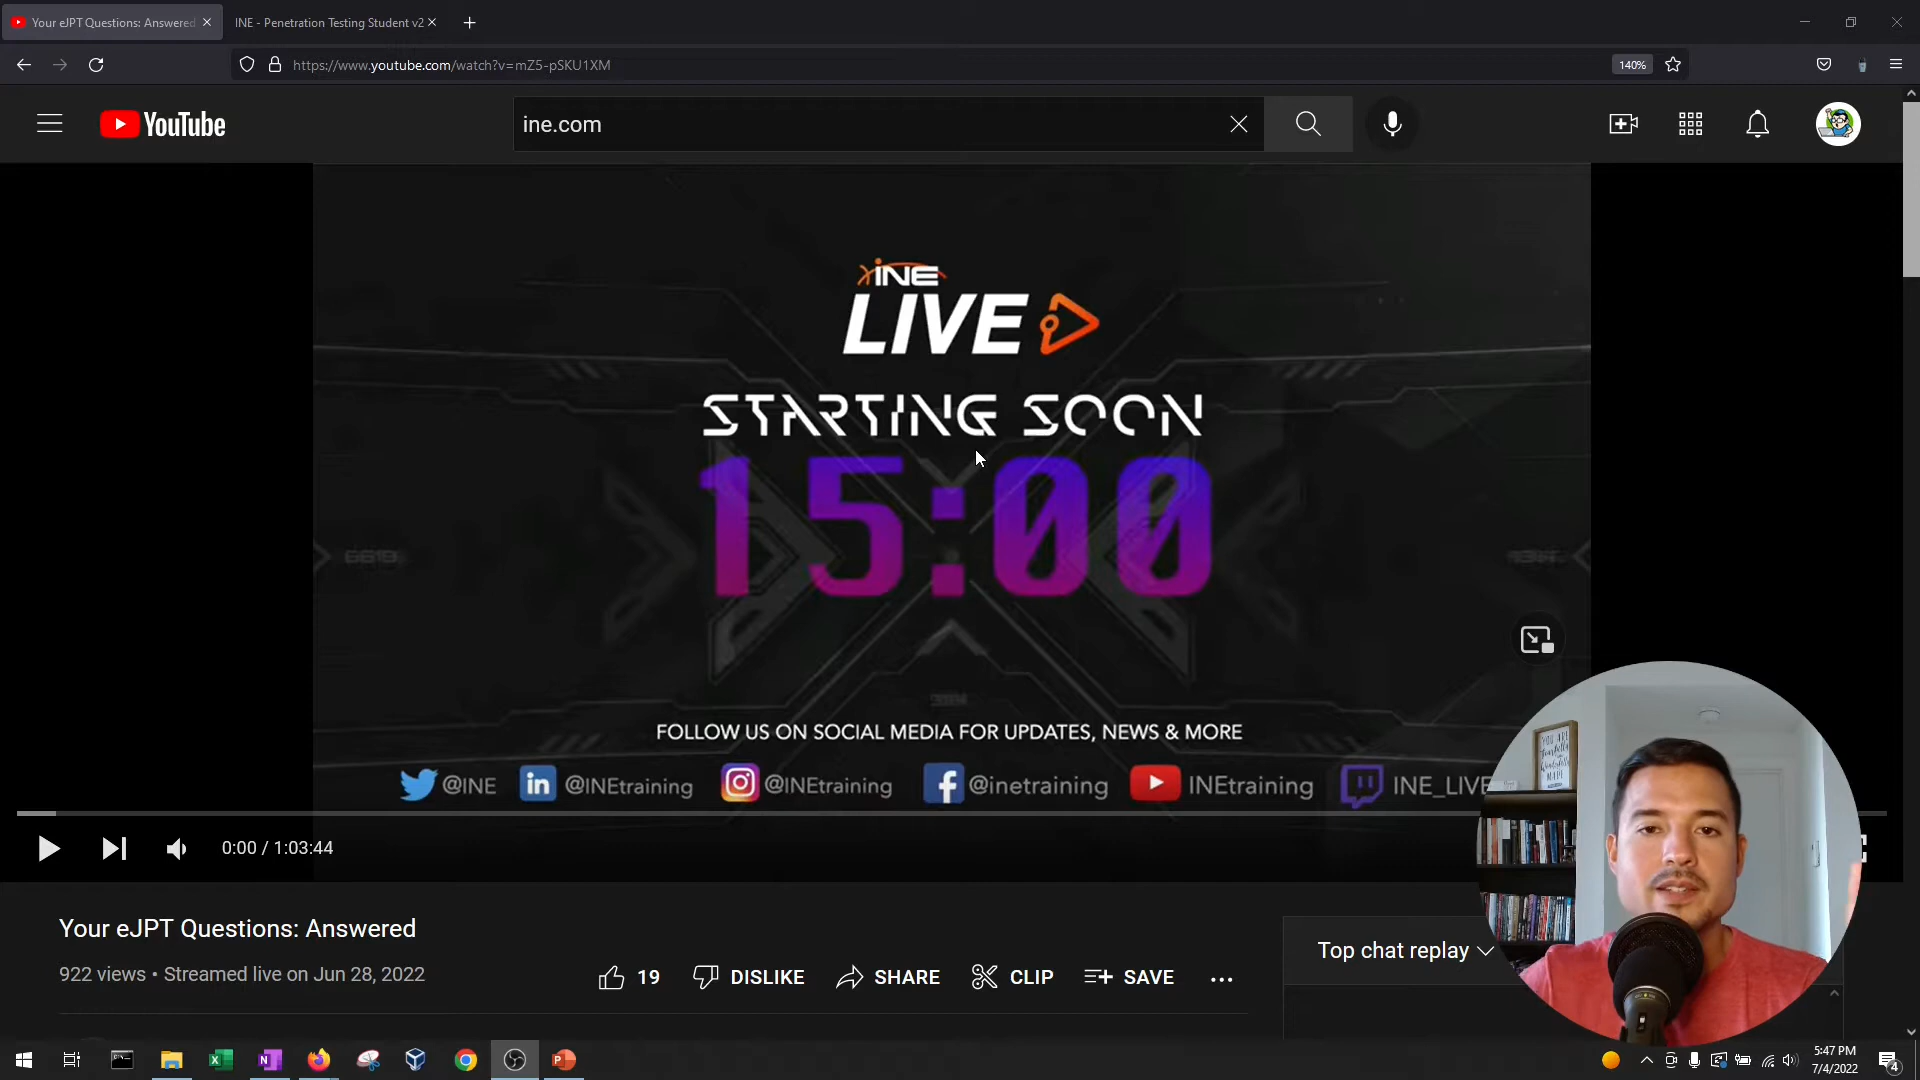 Your eJPT Questions: Answered
INE - Penetration Testing Student v2
https://www.youtube.com/watch?v=mZ5-pSKU1XM
140%
YouTube
ine.com
INE
LIVE
STARTING SOON
15:00
FOLLOW US ON SOCIAL MEDIA FOR UPDATES, NEWS & MORE
@INE
@INEtraining
@INEtraining
@inetraining
INEtraining
INE_LIVE
0:00 / 1:03:44
Your eJPT Questions: Answered
922 views • Streamed live on Jun 28, 2022
19
DISLIKE
SHARE
CLIP
SAVE
Top chat replay
5:47 PM
7/4/2022
4